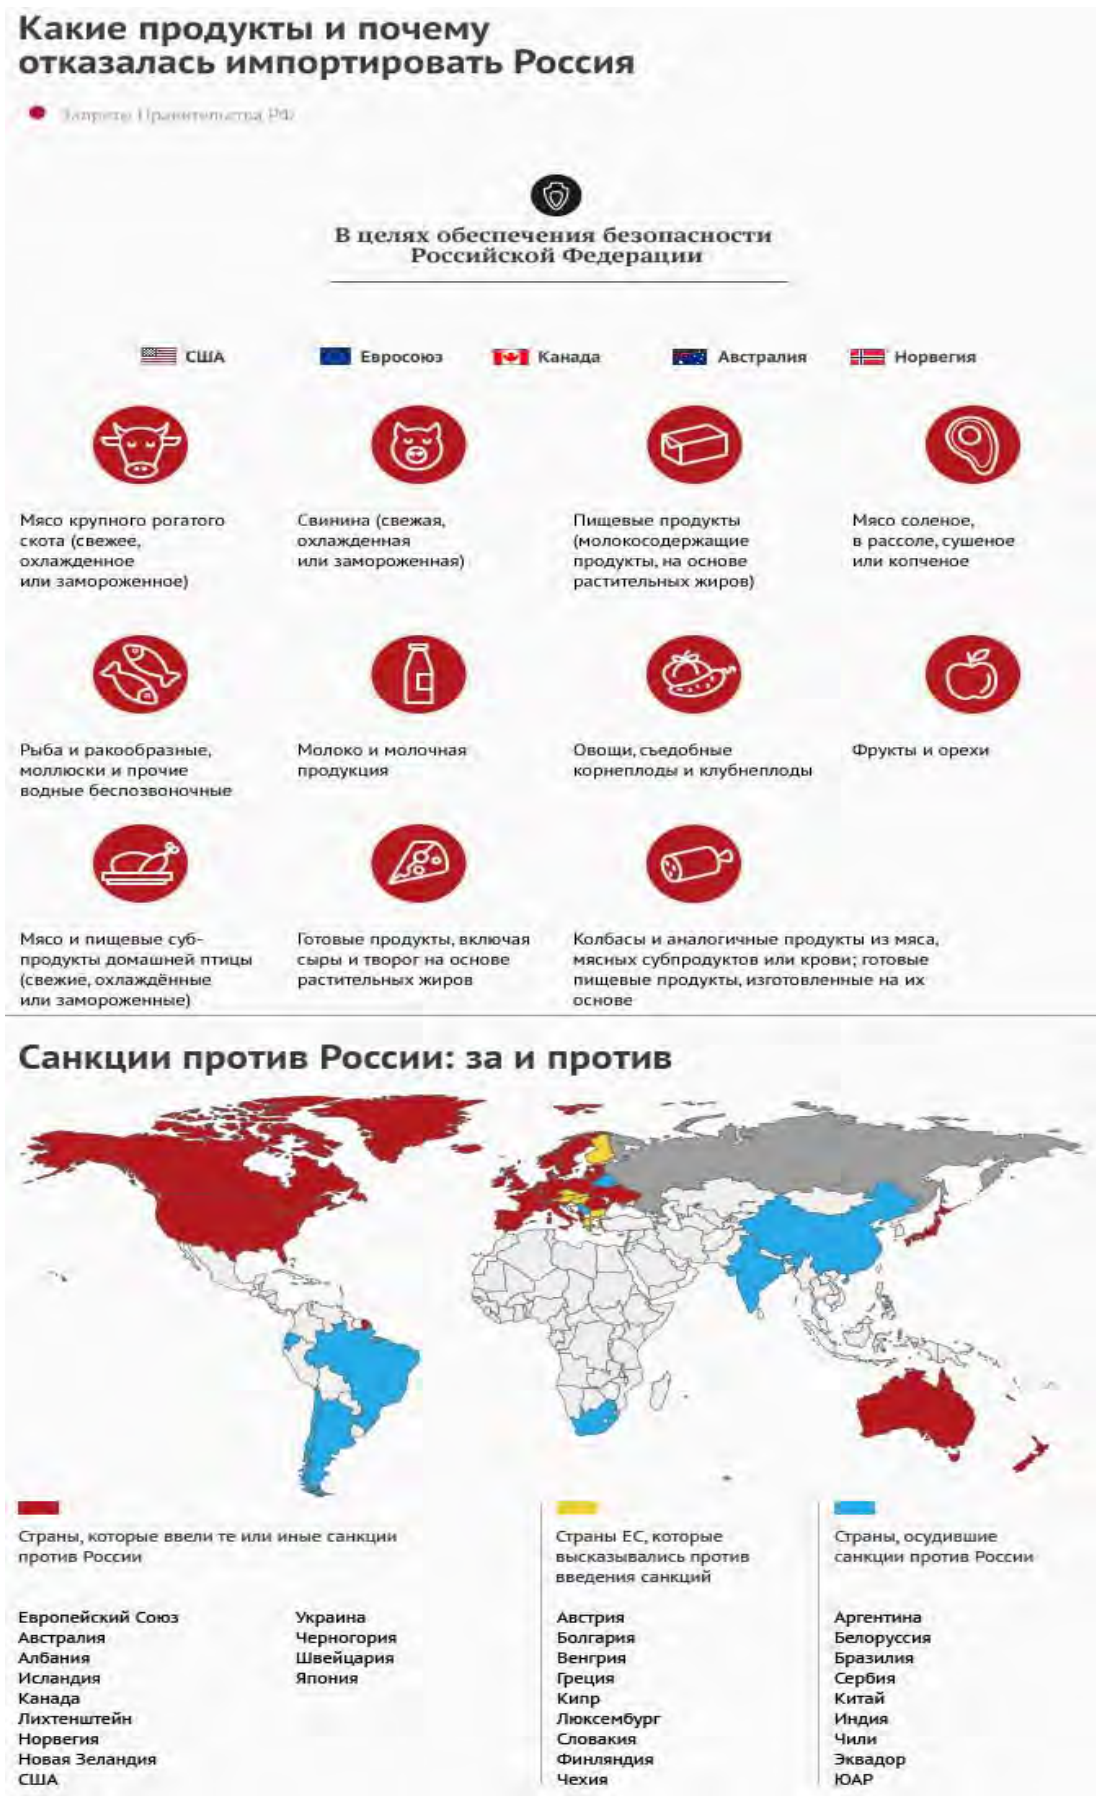 Какие продукты и почему
отказалась импортировать Россия
Запреты Правительства РФ
В целях обеспечения безопасности
Российской Федерации
США
Евросоюз
Канада
Австралия
Норвегия
Мясо крупного рогатого
скота (свежее,
охлажденное
или замороженное)
Свинина (свежая,
охлажденная
или замороженная)
Пищевые продукты
(молокосодержащие
продукты, на основе
растительных жиров)
Мясо соленое,
в рассоле, сушеное
или копченое
Рыба и ракообразные,
моллюски и прочие
водные беспозвоночные
Молоко и молочная
продукция
Овощи, съедобные
корнеплоды и клубнеплоды
Фрукты и орехи
Мясо и пищевые суб-
продукты домашней птицы
(свежие, охлаждённые
или замороженные)
Готовые продукты, включая
сыры и творог на основе
растительных жиров
Колбасы и аналогичные продукты из мяса,
мясных субпродуктов или крови; готовые
пищевые продукты, изготовленные на их
основе
Санкции против России: за и против
Страны, которые ввели те или иные санкции
против России
Европейский Союз
Австралия
Албания
Исландия
Канада
Лихтенштейн
Норвегия
Новая Зеландия
США
Украина
Черногория
Швейцария
Япония
Страны ЕС, которые
высказывались против
введения санкций
Австрия
Болгария
Венгрия
Греция
Кипр
Люксембург
Словакия
Финляндия
Чехия
Страны, осудившие
санкции против России
Аргентина
Белоруссия
Бразилия
Сербия
Китай
Индия
Чили
Эквадор
ЮАР